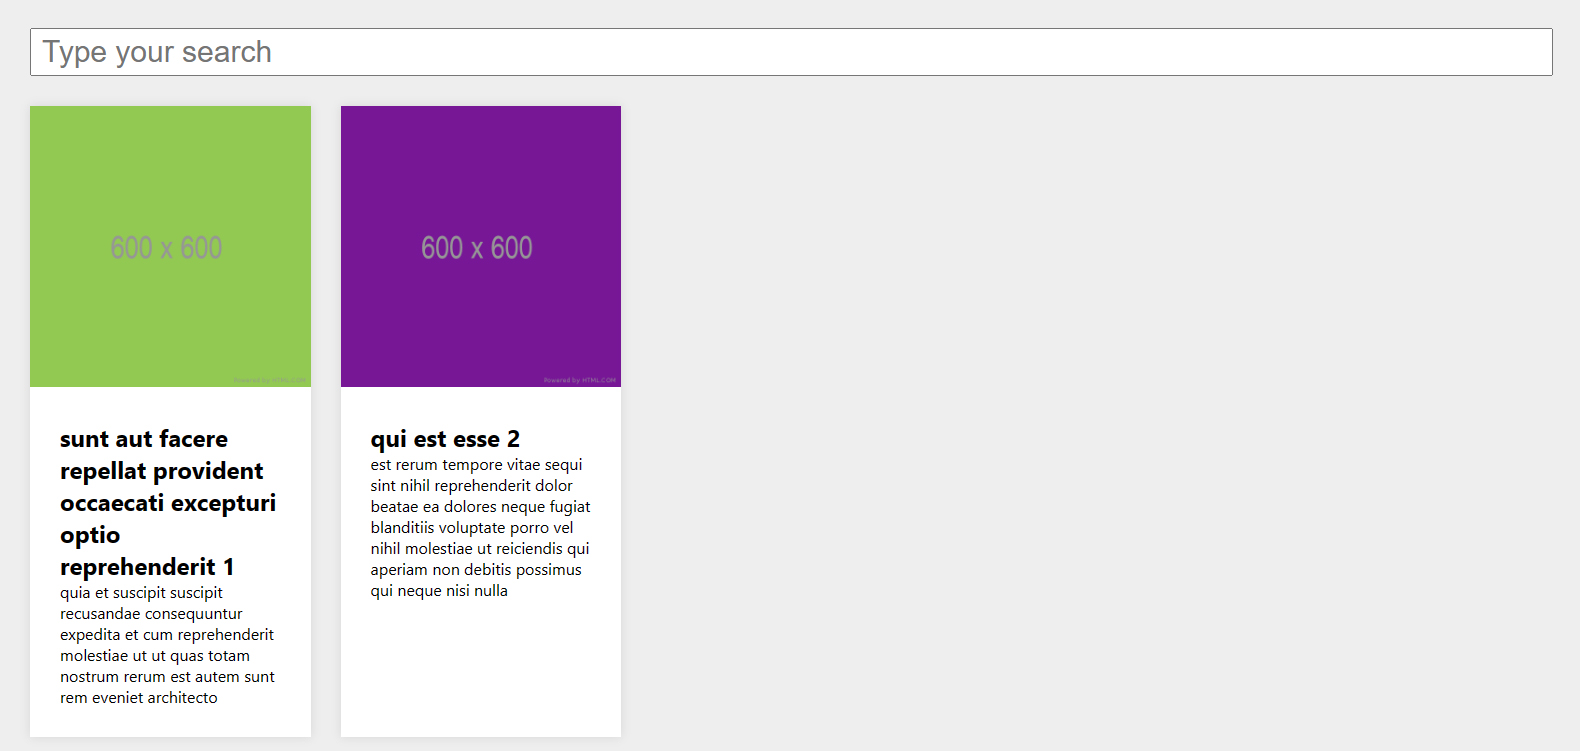 Type your search
600 x 600
Powered by HTML.COM
600 x 600
Powered by HTML.COM
sunt aut facere
repellat provident
occaecati excepturi
optio
reprehenderit 1
quia et suscipit suscipit
recusandae consequuntur
expedita et cum reprehenderit
molestiae ut ut quas totam
nostrum rerum est autem sunt
rem eveniet architecto
qui est esse 2
est rerum tempore vitae sequi
sint nihil reprehenderit dolor
beatae ea dolores neque fugiat
blanditiis voluptate porro vel
nihil molestiae ut reiciendis qui
aperiam non debitis possimus
qui neque nisi nulla